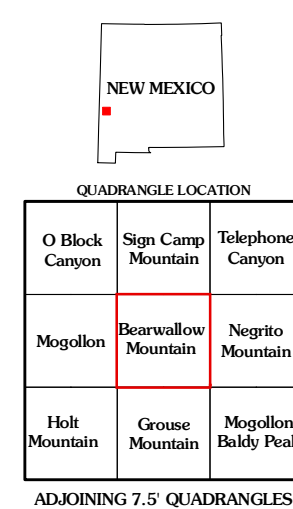 NEW MEXICO
QUADRANGLE LOCATION
O Block
Canyon
Sign Camp
Mountain
Telephone
Canyon
Mogollon
Bearwallow
Mountain
Negrito
Mountain
Holt
Mountain
Grouse
Mountain
Mogollon
Baldy Peak
ADJOINING 7.5' QUADRANGLES